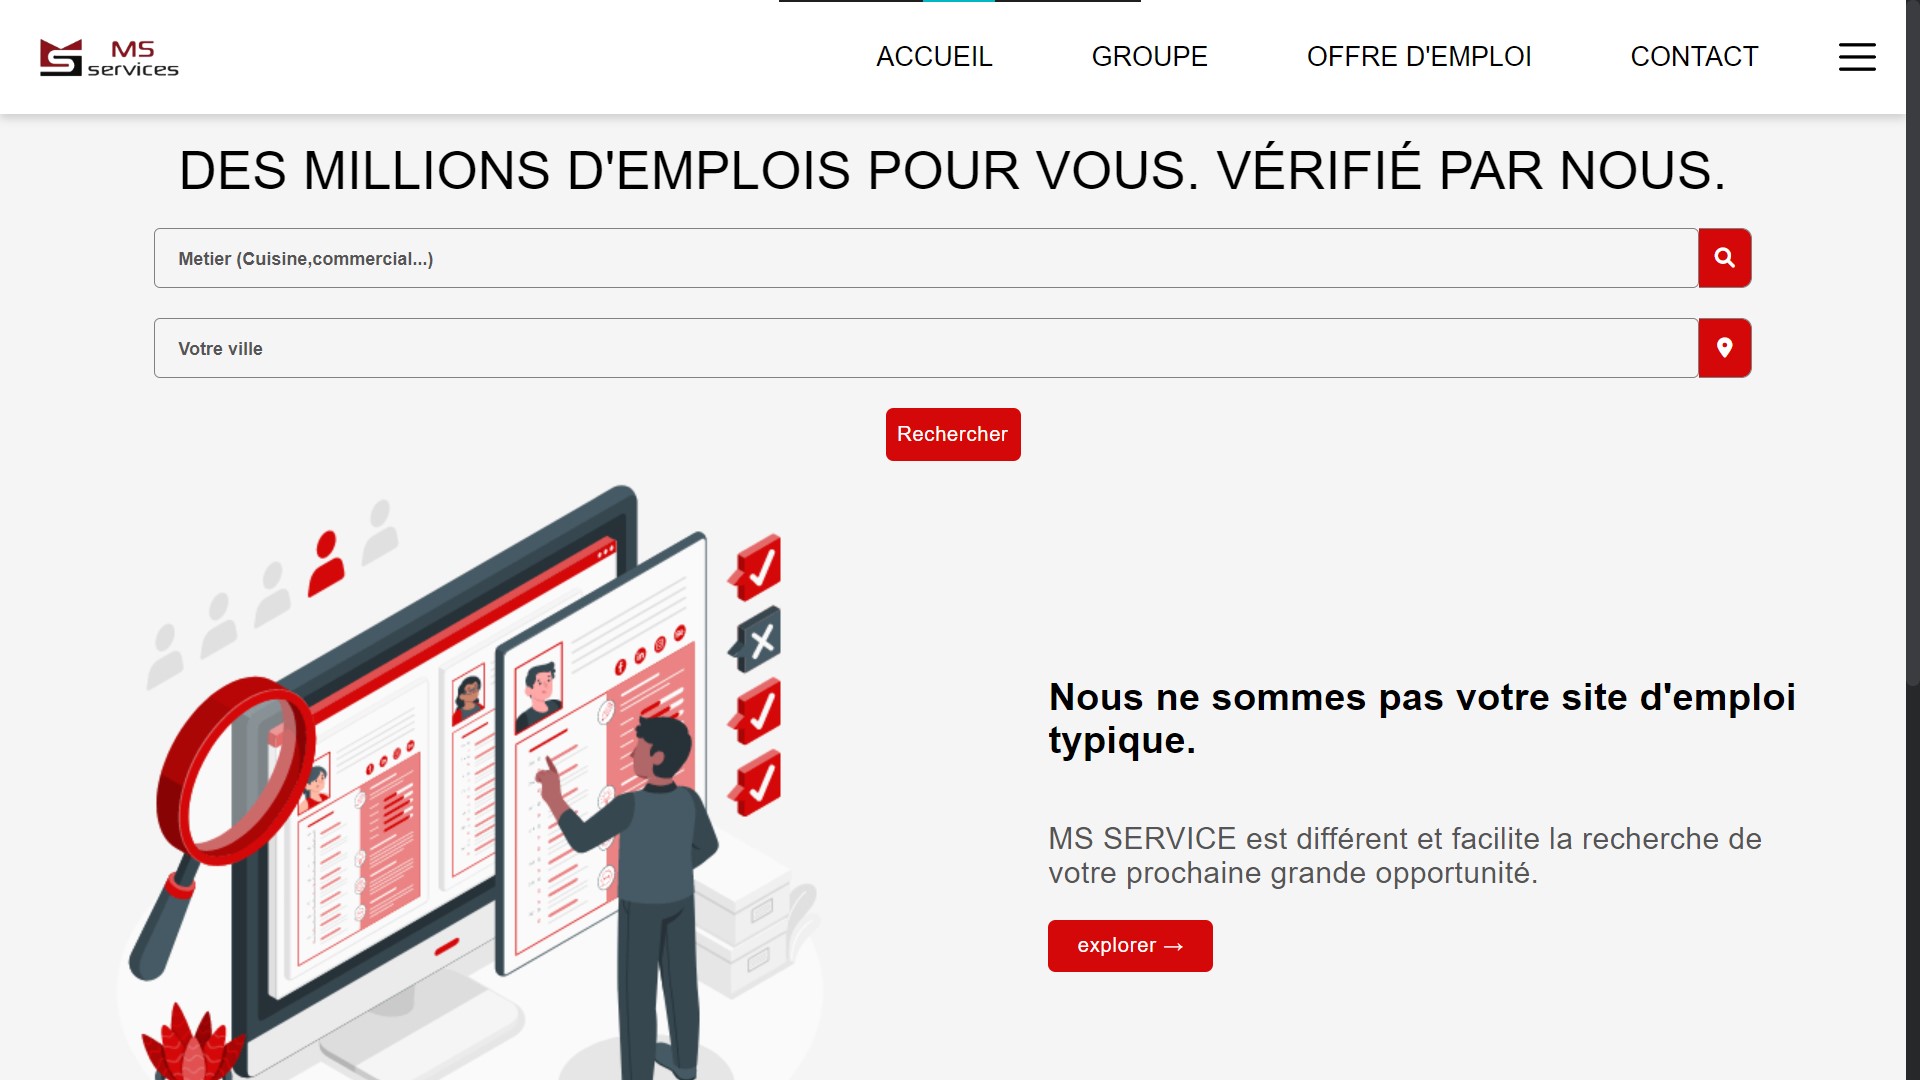 MS
services
ACCUEIL
GROUPE
OFFRE D'EMPLOI
CONTACT
DES MILLIONS D'EMPLOIS POUR VOUS. VÉRIFIÉ PAR NOUS.
Metier (Cuisine,commercial...)
Votre ville
Rechercher
Nous ne sommes pas votre site d'emploi
typique.
MS SERVICE est différent et facilite la recherche de
votre prochaine grande opportunité.
explorer →